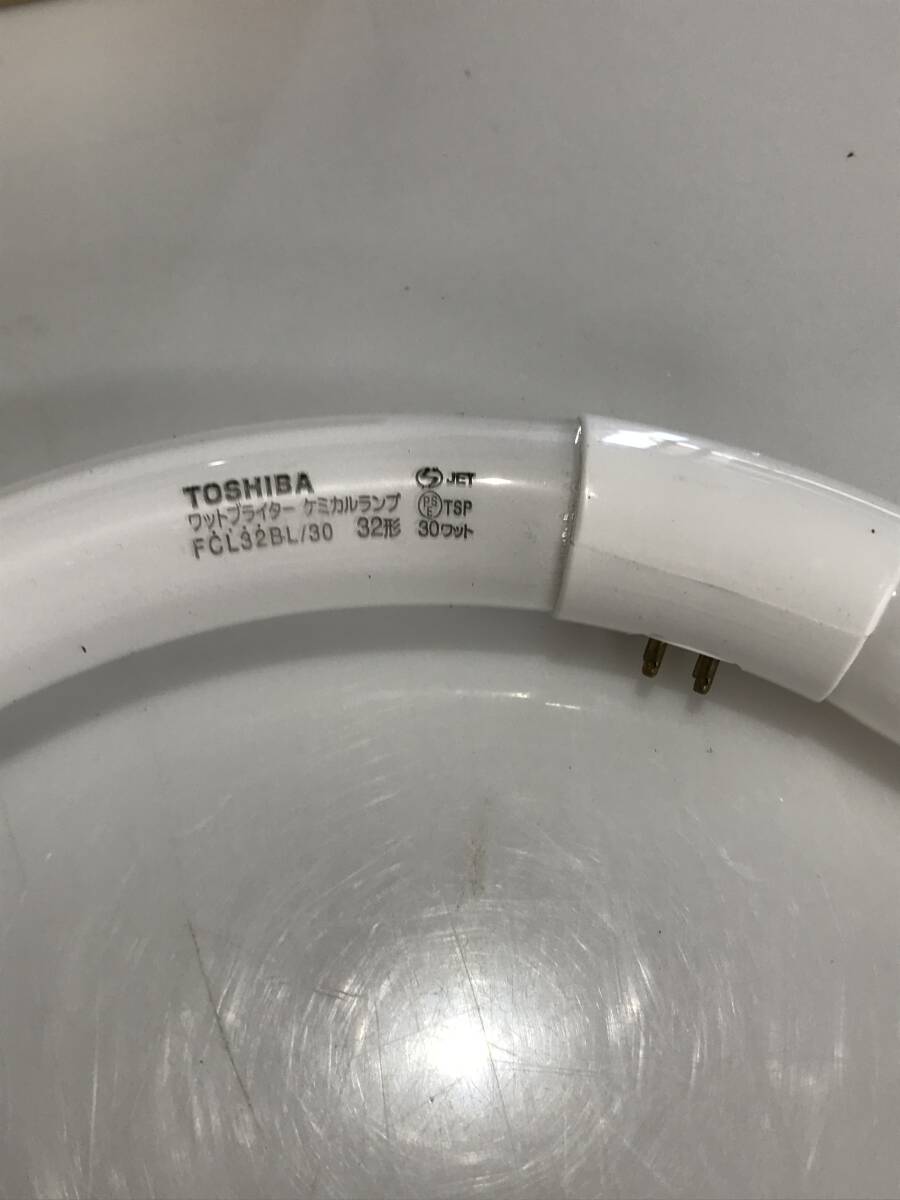 TOSHIBA
ワットブライター ケミカルランプ
FCL32BL/30 32形
JET
PS E TSP
30ワット